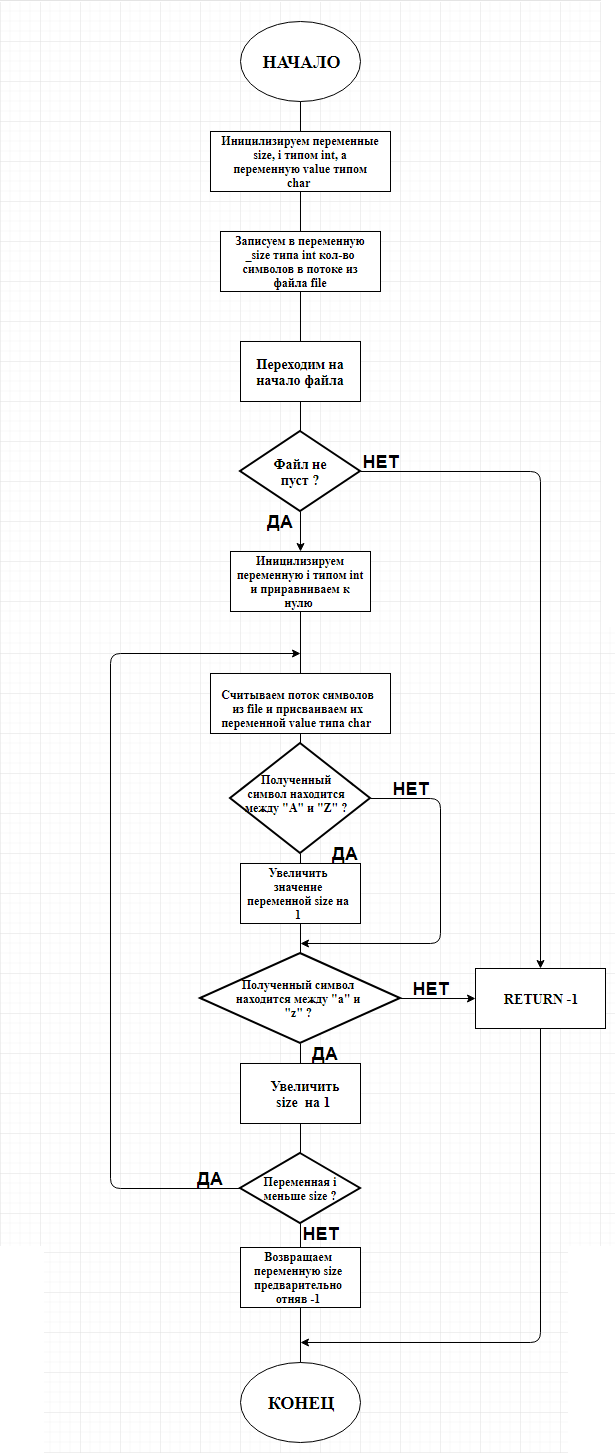 НАЧАЛО
Иницилизируем переменные
size, i типом int, а
переменную value типом
char
Записуем в переменную
_size типа int кол-во
символов в потоке из
файла file
Переходим на
начало файла
Файл не
пуст ?
НЕТ
ДА
Иницилизируем
переменную i типом int
и приравниваем к
нулю
Считываем поток символов
из file и присваиваем их
переменной value типа char
Полученный
символ находится
между "A" и "Z" ?
НЕТ
ДА
Увеличить
значение
переменной size на
1
Полученный символ
находится между "a" и
"z" ?
НЕТ
RETURN -1
ДА
Увеличить
size на 1
Переменная i
меньше size ?
ДА
НЕТ
Возвращаем
переменную size
предварительно
отняв -1
КОНЕЦ